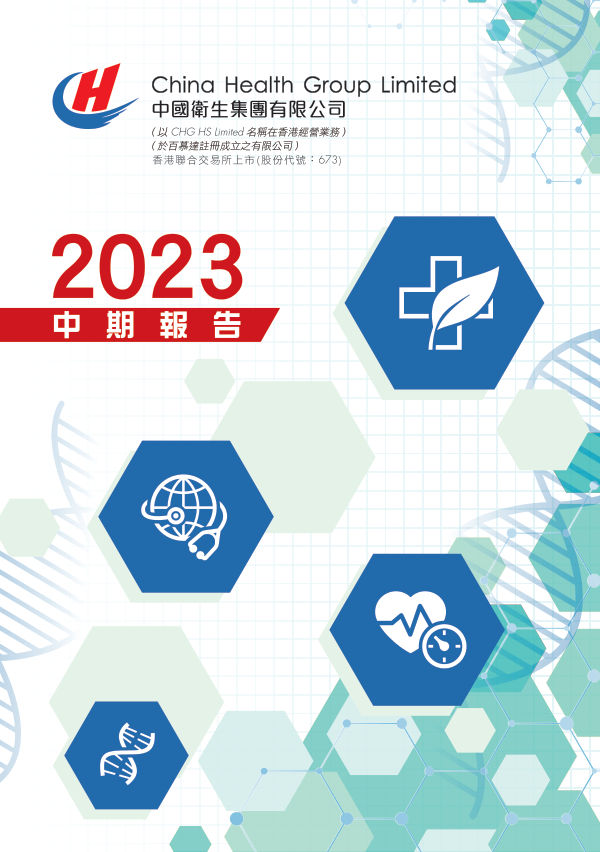 China Health Group Limited
中國衛生集團有限公司
(以 CHG HS Limited 名稱在香港經營業務)
(於百慕達註冊成立之有限公司)
香港聯合交易所上市(股份代號：673)
2023
中期報告